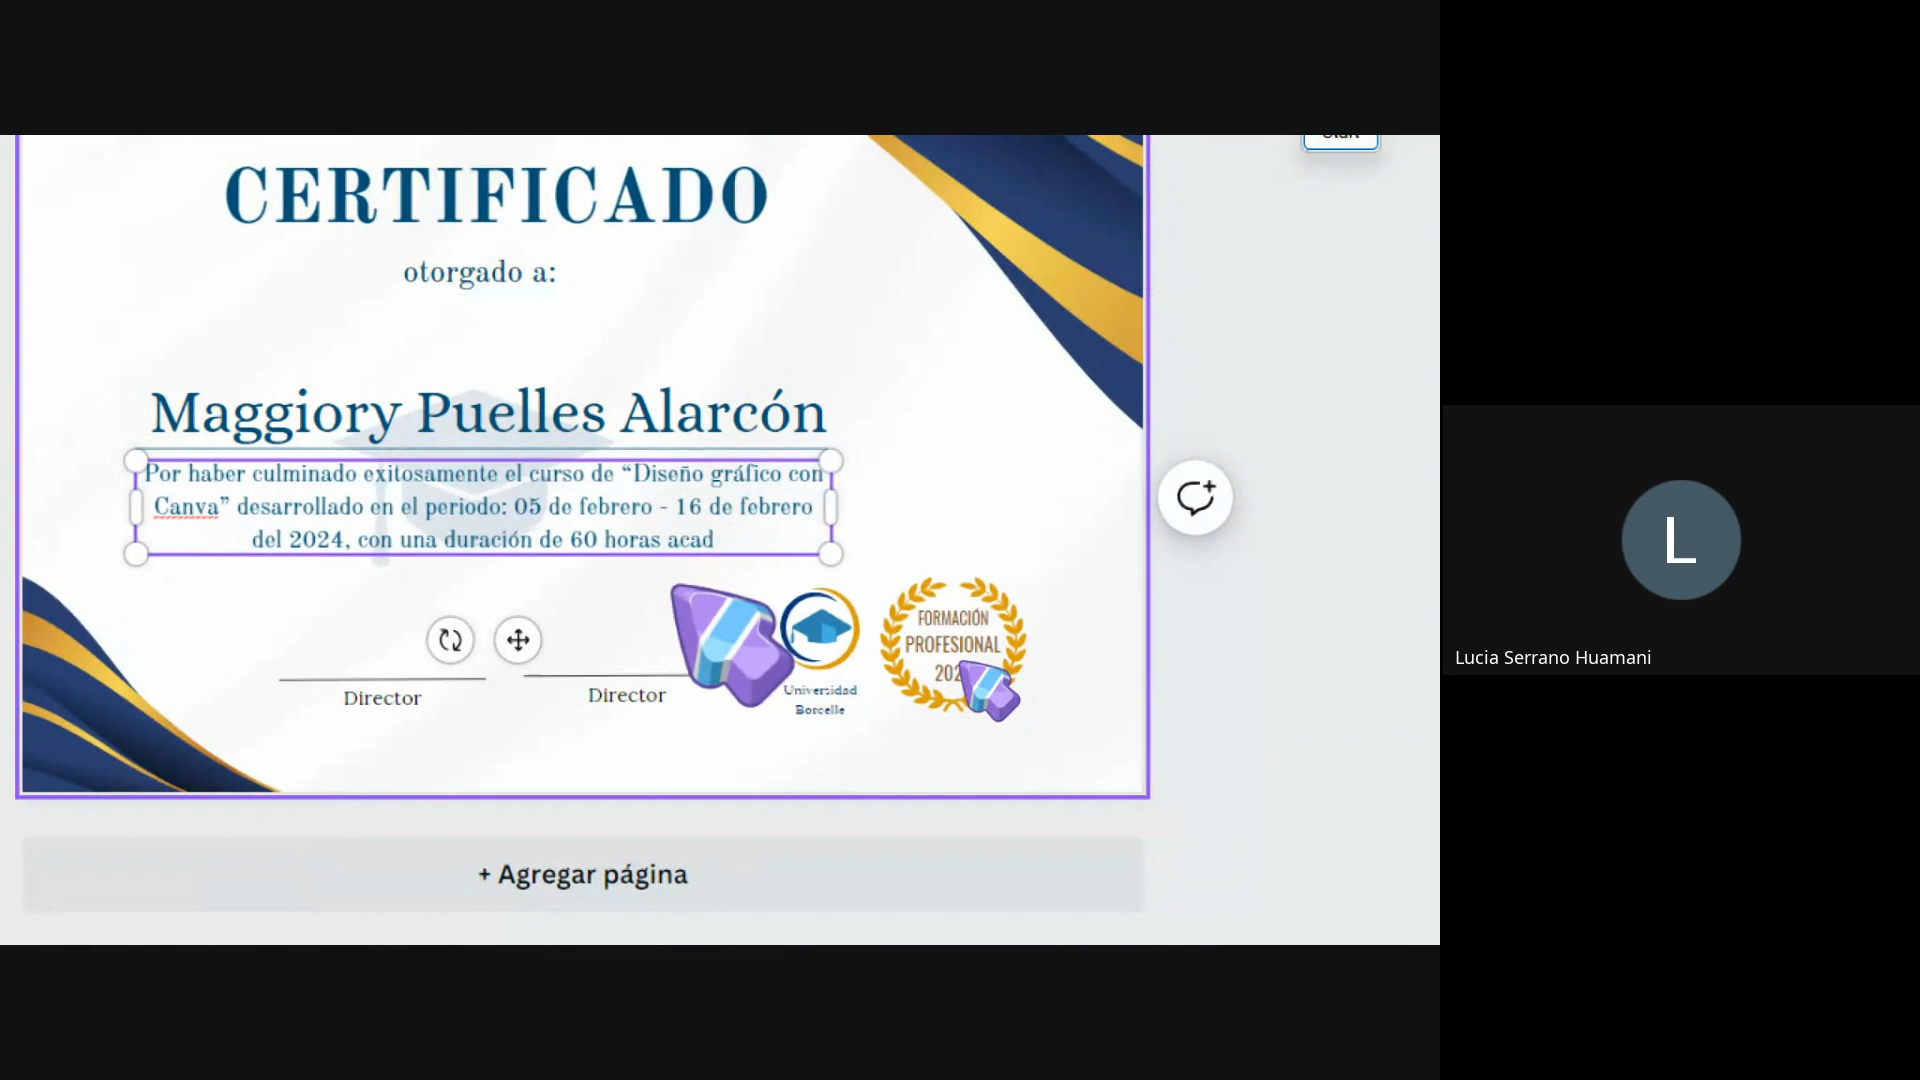 CERTIFICADO
otorgado a:
Maggiory Puelles Alarcón
Por haber culminado exitosamente el curso de “Diseño gráfico con
Canva” desarrollado en el periodo: 05 de febrero - 16 de febrero
del 2024, con una duración de 60 horas acad
Director
Director
Universidad
Borcelle
FORMACIÓN
PROFESIONAL
202
+ Agregar página
L
Lucia Serrano Huamani